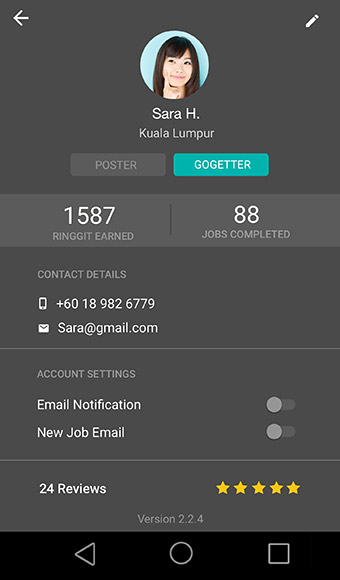 Sara H.
Kuala Lumpur
POSTER GOGETTER
1587 88
RINGGIT EARNED JOBS COMPLETED
CONTACT DETAILS
+60 18 982 6779
Sara@gmail.com
ACCOUNT SETTINGS
Email Notification
New Job Email
24 Reviews
Version 2.2.4